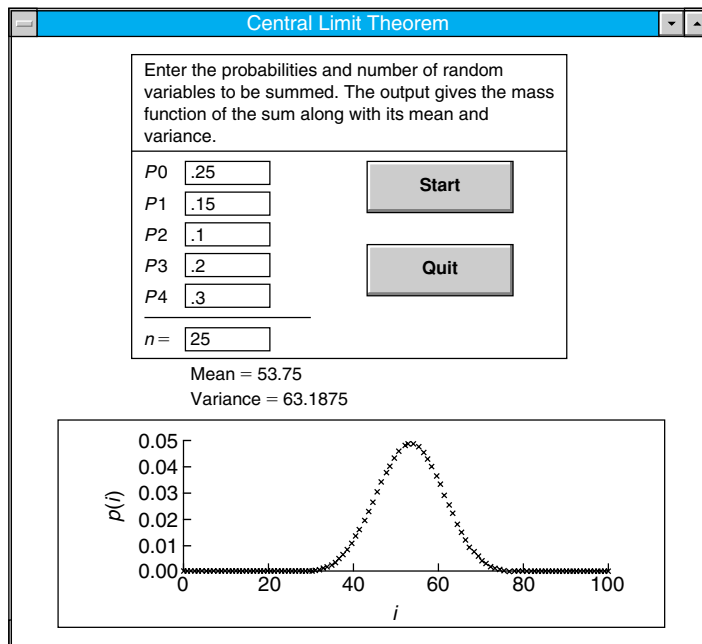 Central Limit Theorem
Enter the probabilities and number of random
variables to be summed. The output gives the mass
function of the sum along with its mean and
variance.
P0 .25
P1 .15
P2 .1
P3 .2
P4 .3
n = 25
Start
Quit
Mean = 53.75
Variance = 63.1875
p(i)
0.05
0.04
0.03
0.02
0.01
0.00
0 20 40 60 80 100
i